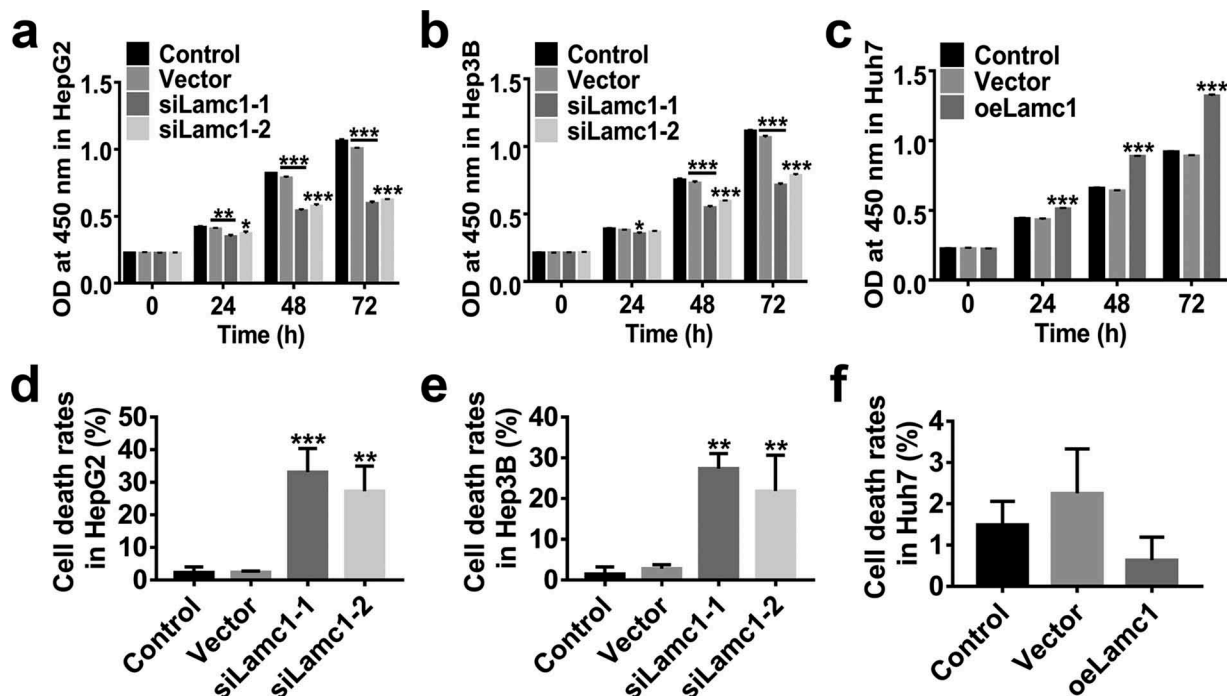 a
OD at 450 nm in HepG2
Control
Vector
siLamc1-1
siLamc1-2
1.5
1.0
0.5
0.0
** *
*** ***
*** ***
0 24 48 72
Time (h)
b
OD at 450 nm in Hep3B
Control
Vector
siLamc1-1
siLamc1-2
1.5
1.0
0.5
0.0
*
*** ***
*** ***
0 24 48 72
Time (h)
c
OD at 450 nm in Huh7
Control
Vector
oeLamc1
1.5
1.0
0.5
0.0
***
***
***
0 24 48 72
Time (h)
d
Cell death rates
in HepG2 (%)
50
40
30
20
10
0
*** **
Control
Vector
siLamc1-1
siLamc1-2
e
Cell death rates
in Hep3B (%)
40
30
20
10
0
** **
Control
Vector
siLamc1-1
siLamc1-2
f
Cell death rates
in Huh7 (%)
4
3
2
1
0
Control
Vector
oeLamc1